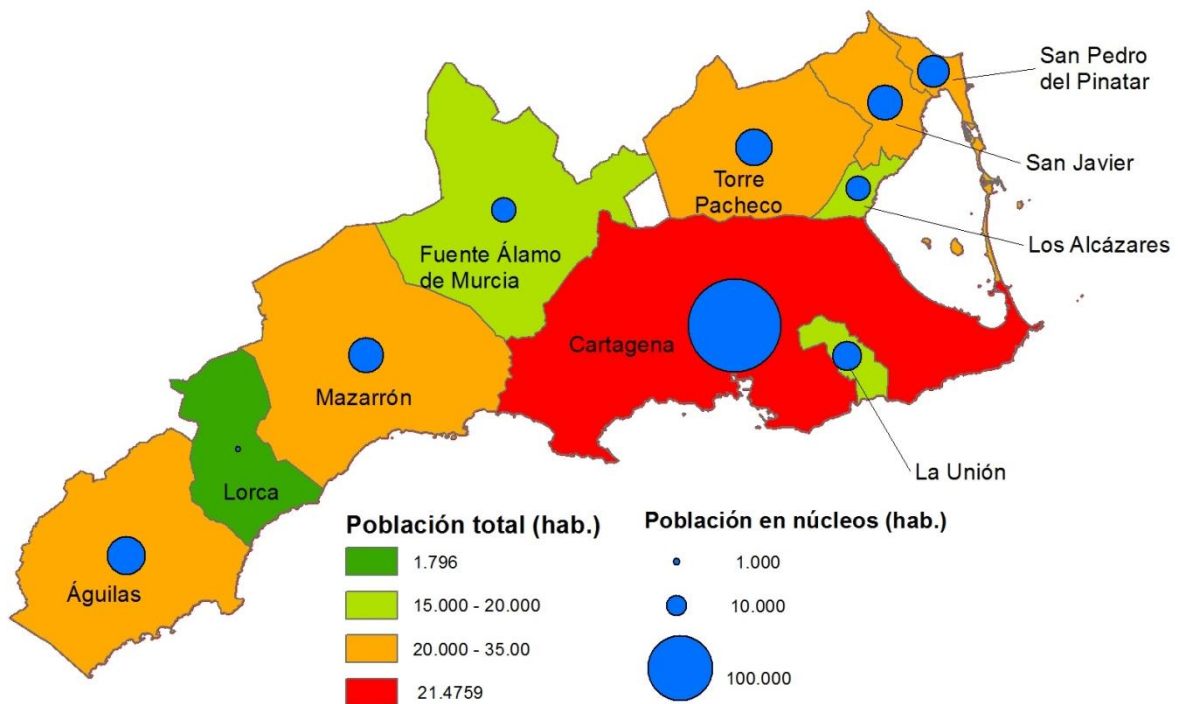 San Pedro
del Pinatar
San Javier
Torre
Pacheco
Los Alcázares
Fuente Álamo
de Murcia
Cartagena
Mazarrón
La Unión
Lorca
Águilas
Población total (hab.)
1.796
15.000 - 20.000
20.000 - 35.00
21.4759
Población en núcleos (hab.)
1.000
10.000
100.000